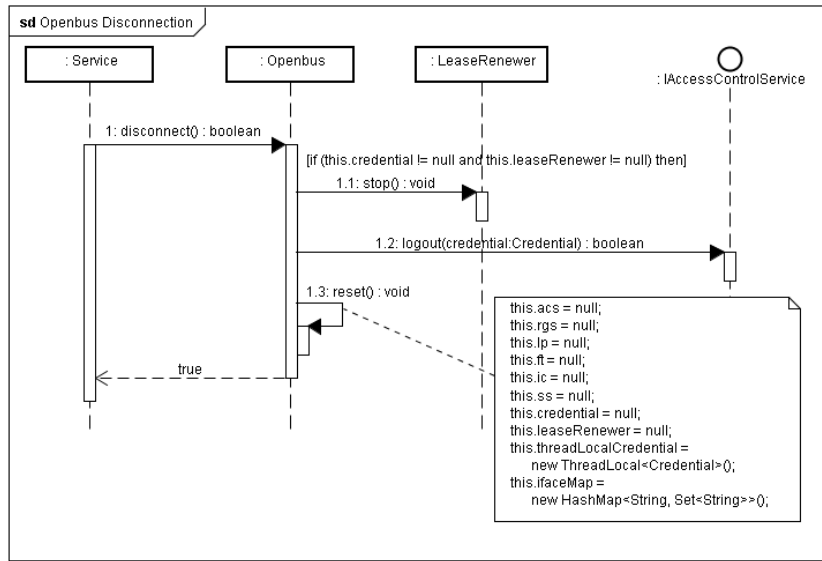 sd Openbus Disconnection
: Service
: Openbus
: LeaseRenewer
: IAccessControlService
1: disconnect() : boolean
[if (this.credential != null and this.leaseRenewer != null) then]
1.1: stop() : void
1.2: logout(credential:Credential) : boolean
1.3: reset() : void
this.acs = null;
this.rgs = null;
this.lp = null;
this.ft = null;
this.ic = null;
this.ss = null;
this.credential = null;
this.leaseRenewer = null;
this.threadLocalCredential =
new ThreadLocal<Credential>();
this.ifaceMap =
new HashMap<String, Set<String>>();
true